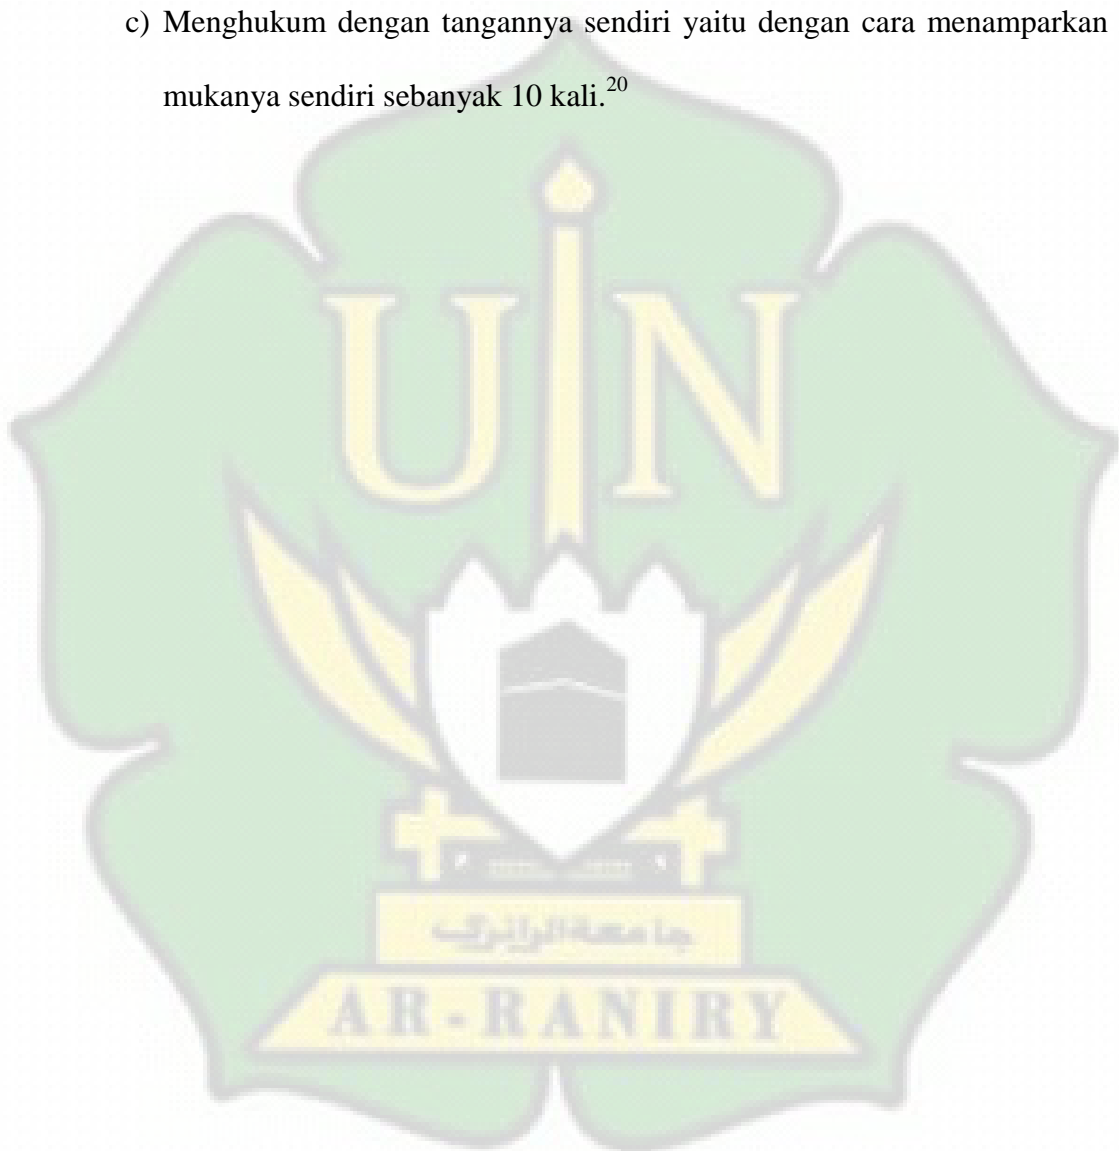 c) Menghukum dengan tangannya sendiri yaitu dengan cara menamparkan
mukanya sendiri sebanyak 10 kali.20
UIN
جامعة الرانري
AR-RANIRY